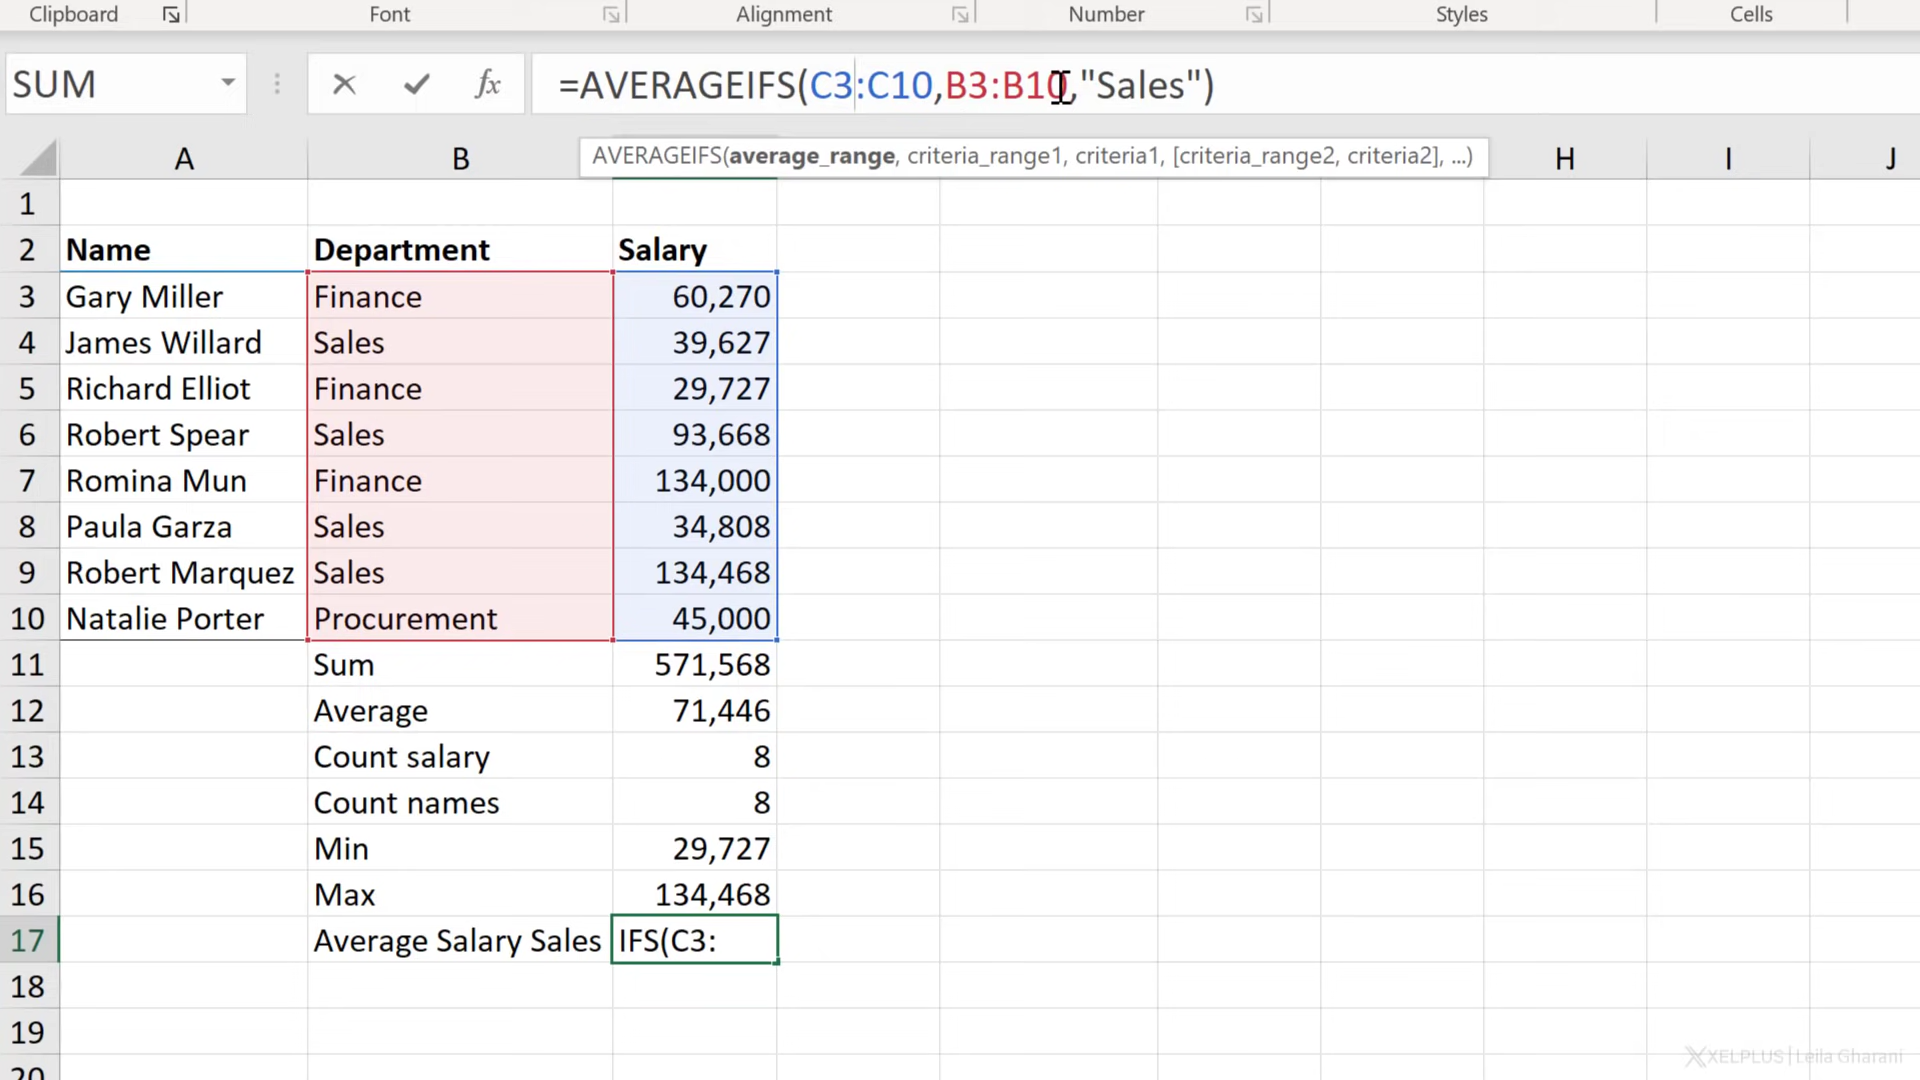 Clipboard Font Alignment Number Styles Cells
SUM fx =AVERAGEIFS(C3:C10,B3:B10,"Sales")
AVERAGEIFS(average_range, criteria_range1, criteria1, [criteria_range2, criteria2], ...)
A B H I J
1
2 Name Department Salary
3 Gary Miller Finance 60,270
4 James Willard Sales 39,627
5 Richard Elliot Finance 29,727
6 Robert Spear Sales 93,668
7 Romina Mun Finance 134,000
8 Paula Garza Sales 34,808
9 Robert Marquez Sales 134,468
10 Natalie Porter Procurement 45,000
11 Sum 571,568
12 Average 71,446
13 Count salary 8
14 Count names 8
15 Min 29,727
16 Max 134,468
17 Average Salary Sales IFS(C3:
18
19
20
XELPLUS | Leila Gharani